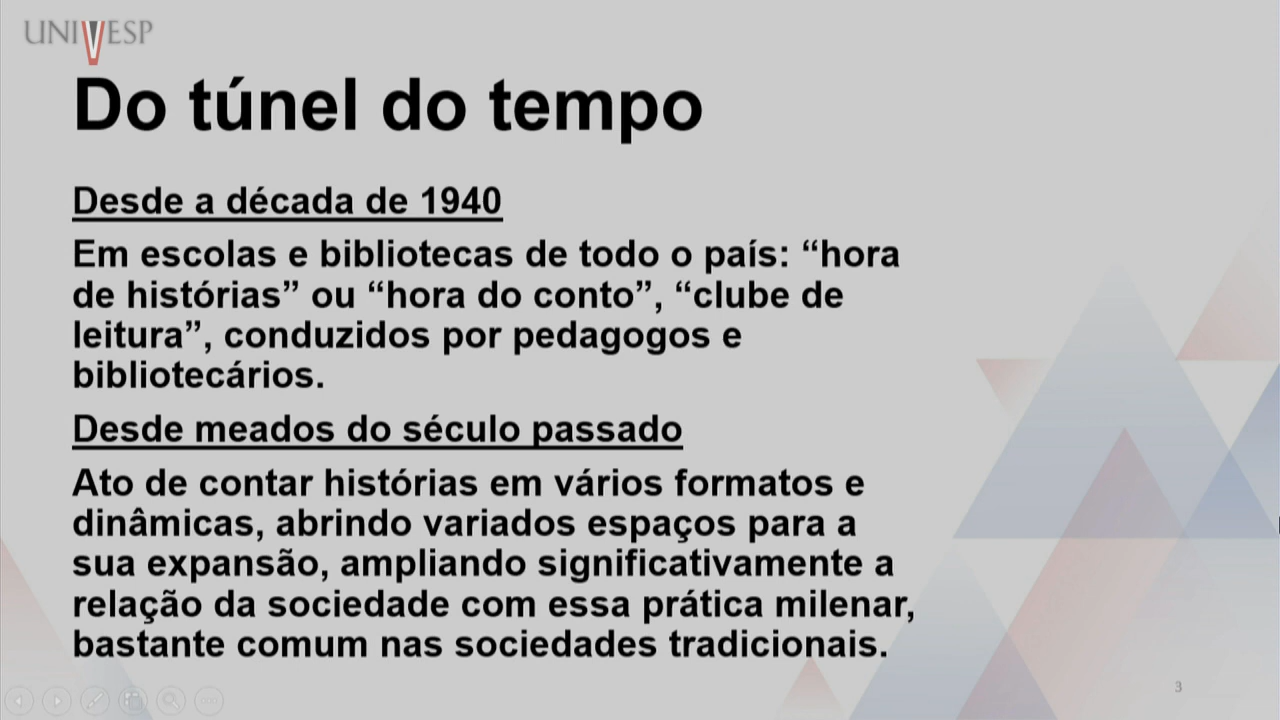 UNIVESP
Do túnel do tempo
Desde a década de 1940
Em escolas e bibliotecas de todo o país: “hora
de histórias” ou “hora do conto”, “clube de
leitura”, conduzidos por pedagogos e
bibliotecários.
Desde meados do século passado
Ato de contar histórias em vários formatos e
dinâmicas, abrindo variados espaços para a
sua expansão, ampliando significativamente a
relação da sociedade com essa prática milenar,
bastante comum nas sociedades tradicionais.
3